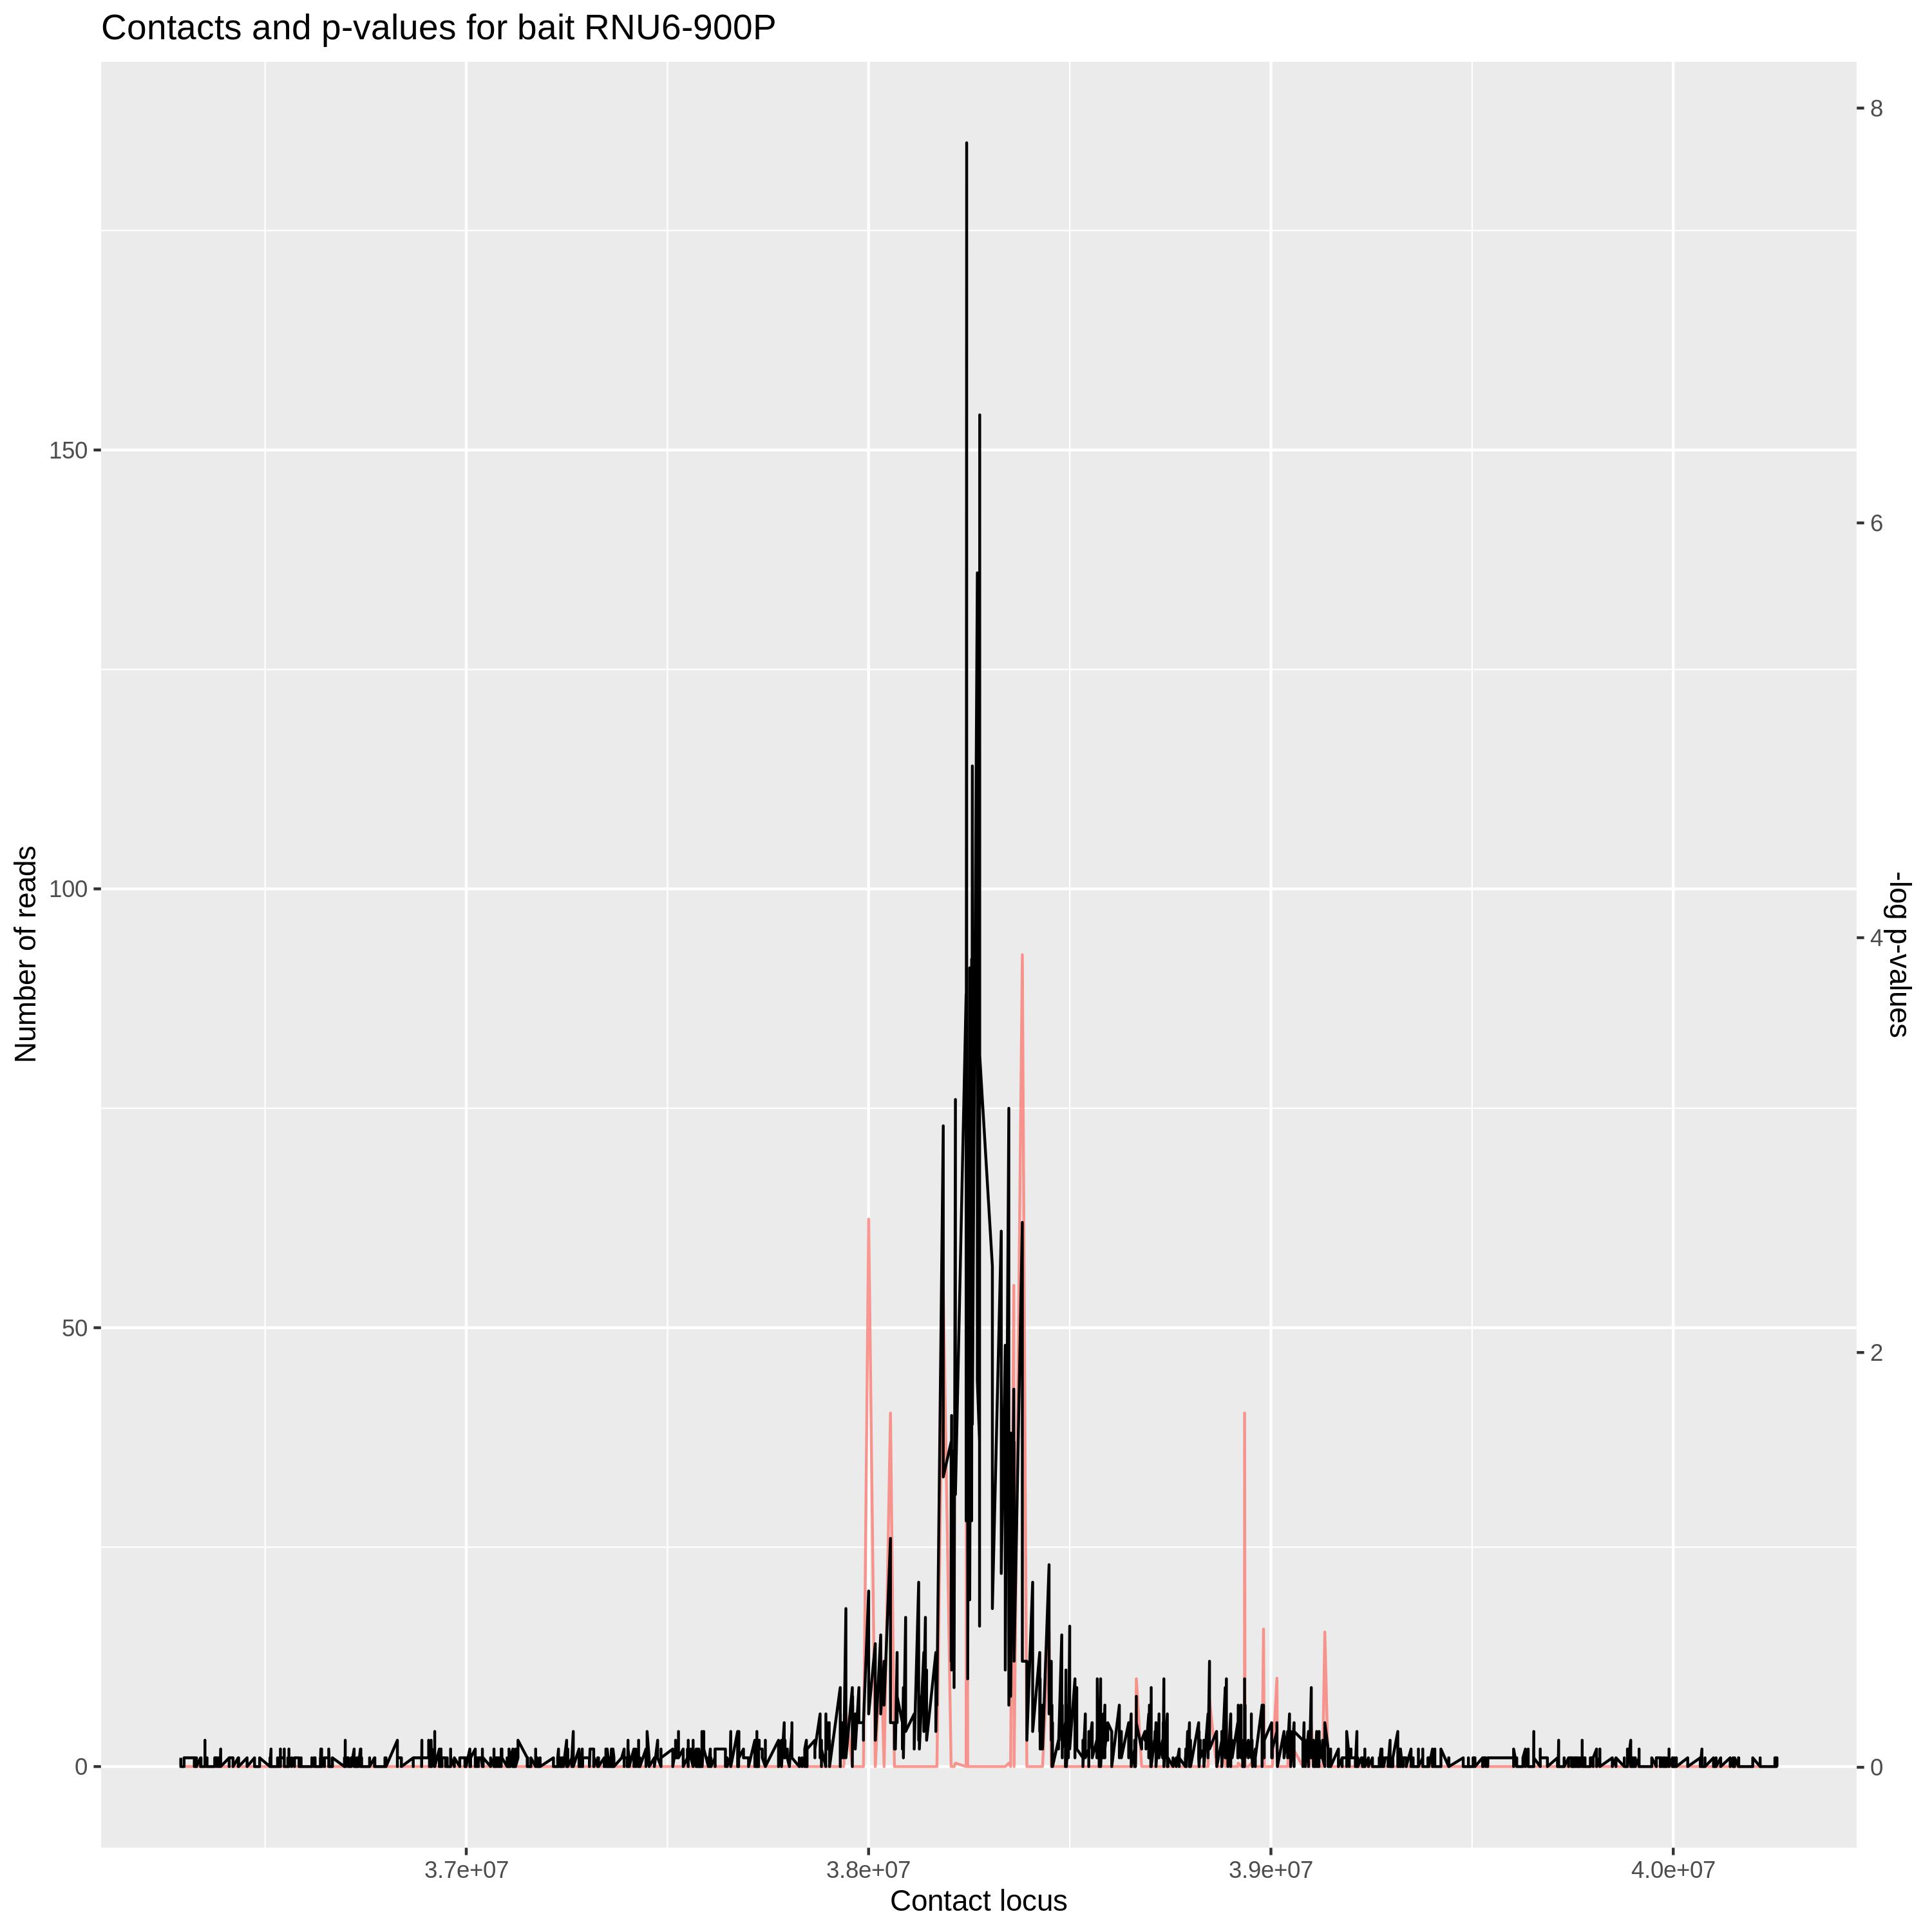 Contacts and p-values for bait RNU6-900P
Number of reads
150
100
50
0
8
6
4
2
0
-log p-values
3.7e+07
3.8e+07
3.9e+07
4.0e+07
Contact locus